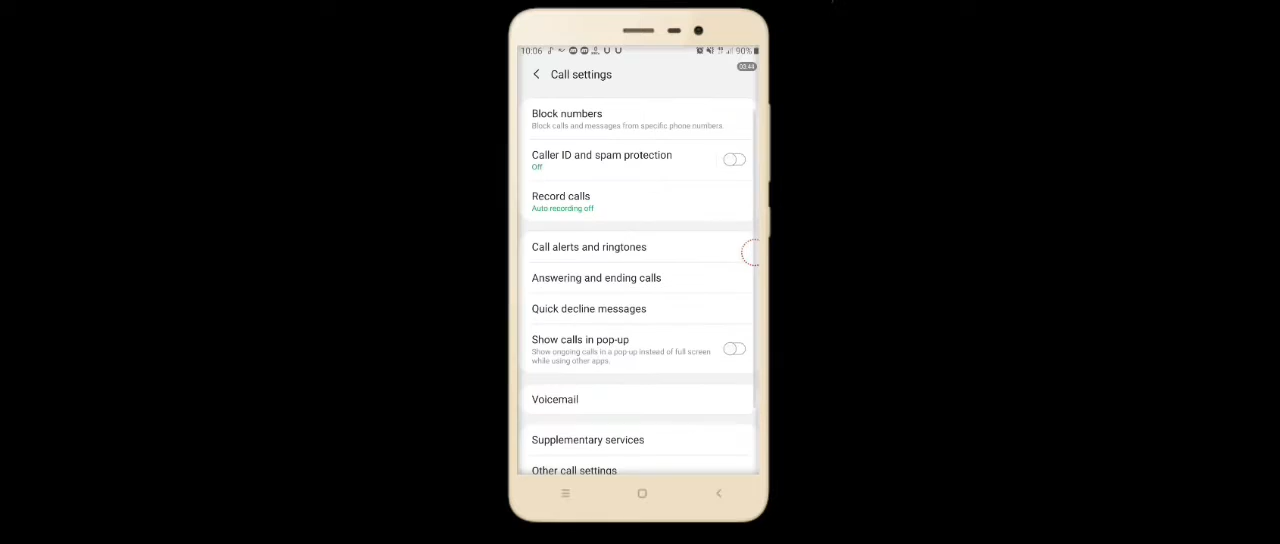 10:06 90%
03:44
Call settings
Block numbers
Block calls and messages from specific phone numbers.
Caller ID and spam protection
Off
Record calls
Auto recording off
Call alerts and ringtones
Answering and ending calls
Quick decline messages
Show calls in pop-up
Show ongoing calls in a pop-up instead of full screen
while using other apps.
Voicemail
Supplementary services
Other call settings